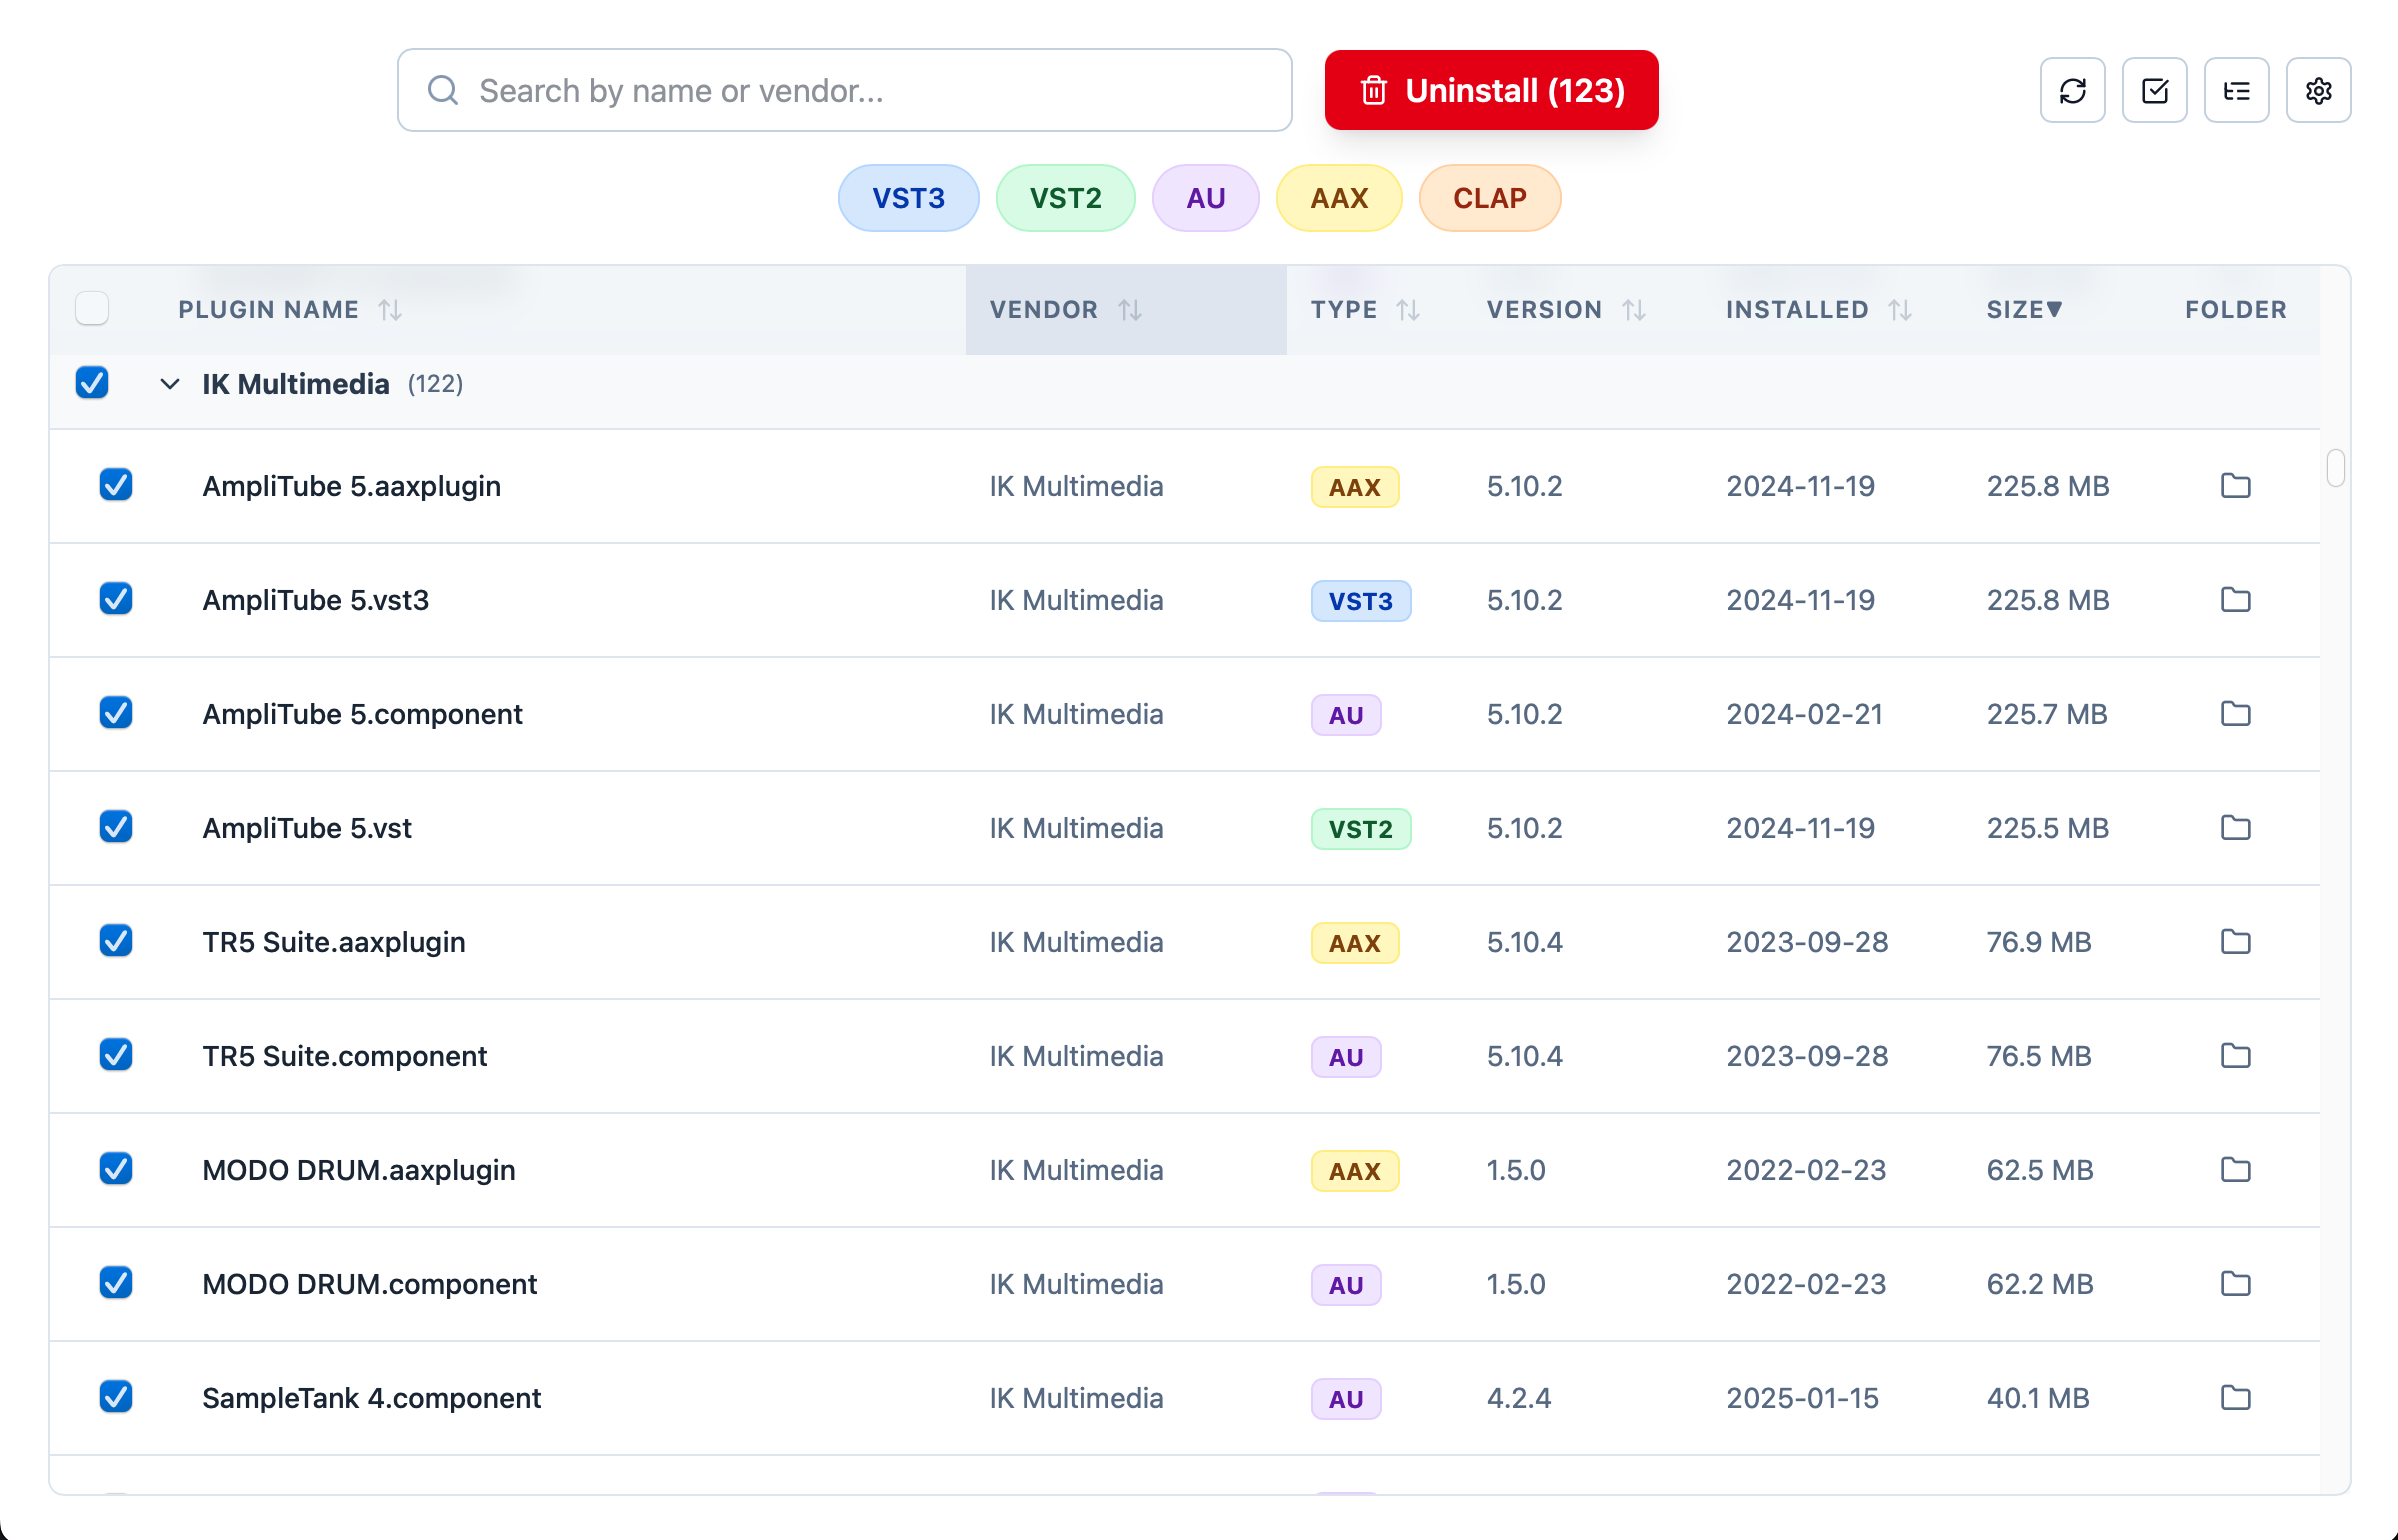 Search by name or vendor...
Uninstall (123)
VST3 VST2 AU AAX CLAP
PLUGIN NAME VENDOR TYPE VERSION INSTALLED SIZE▼ FOLDER
IK Multimedia (122)
AmpliTube 5.aaxplugin IK Multimedia AAX 5.10.2 2024-11-19 225.8 MB
AmpliTube 5.vst3 IK Multimedia VST3 5.10.2 2024-11-19 225.8 MB
AmpliTube 5.component IK Multimedia AU 5.10.2 2024-02-21 225.7 MB
AmpliTube 5.vst IK Multimedia VST2 5.10.2 2024-11-19 225.5 MB
TR5 Suite.aaxplugin IK Multimedia AAX 5.10.4 2023-09-28 76.9 MB
TR5 Suite.component IK Multimedia AU 5.10.4 2023-09-28 76.5 MB
MODO DRUM.aaxplugin IK Multimedia AAX 1.5.0 2022-02-23 62.5 MB
MODO DRUM.component IK Multimedia AU 1.5.0 2022-02-23 62.2 MB
SampleTank 4.component IK Multimedia AU 4.2.4 2025-01-15 40.1 MB